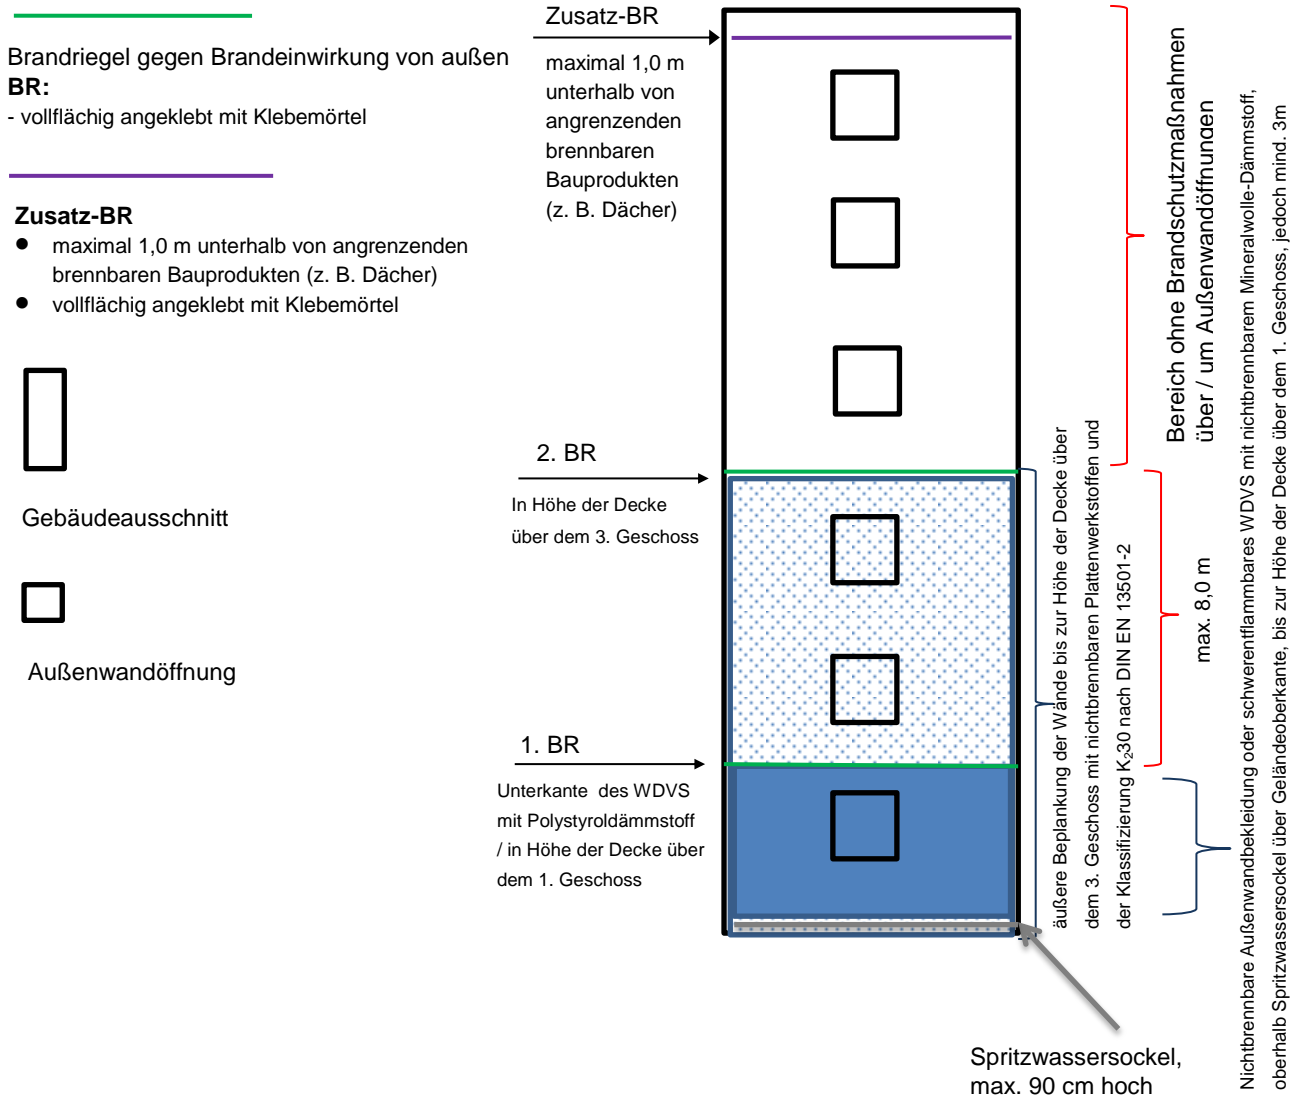 Brandriegel gegen Brandeinwirkung von außen
BR:
- vollflächig angeklebt mit Klebemörtel
Zusatz-BR
● maximal 1,0 m unterhalb von angrenzenden
brennbaren Bauprodukten (z. B. Dächer)
● vollflächig angeklebt mit Klebemörtel
Gebäudeausschnitt
Außenwandöffnung
Zusatz-BR
maximal 1,0 m
unterhalb von
angrenzenden
brennbaren
Bauprodukten
(z. B. Dächer)
2. BR
In Höhe der Decke
über dem 3. Geschoss
1. BR
Unterkante des WDVS
mit Polystyroldämmstoff
/ in Höhe der Decke über
dem 1. Geschoss
äußere Beplankung der Wände bis zur Höhe der Decke über
dem 3. Geschoss mit nichtbrennbaren Plattenwerkstoffen und
der Klassifizierung K₂30 nach DIN EN 13501-2
Bereich ohne Brandschutzmaßnahmen
über / um Außenwandöffnungen
max. 8,0 m
Nichtbrennbare Außenwandbekleidung oder schwerentflammbares WDVS mit nichtbrennbarem Mineralwolle-Dämmstoff,
oberhalb Spritzwassersockel über Geländeoberkante, bis zur Höhe der Decke über dem 1. Geschoss, jedoch mind. 3m
Spritzwassersockel,
max. 90 cm hoch